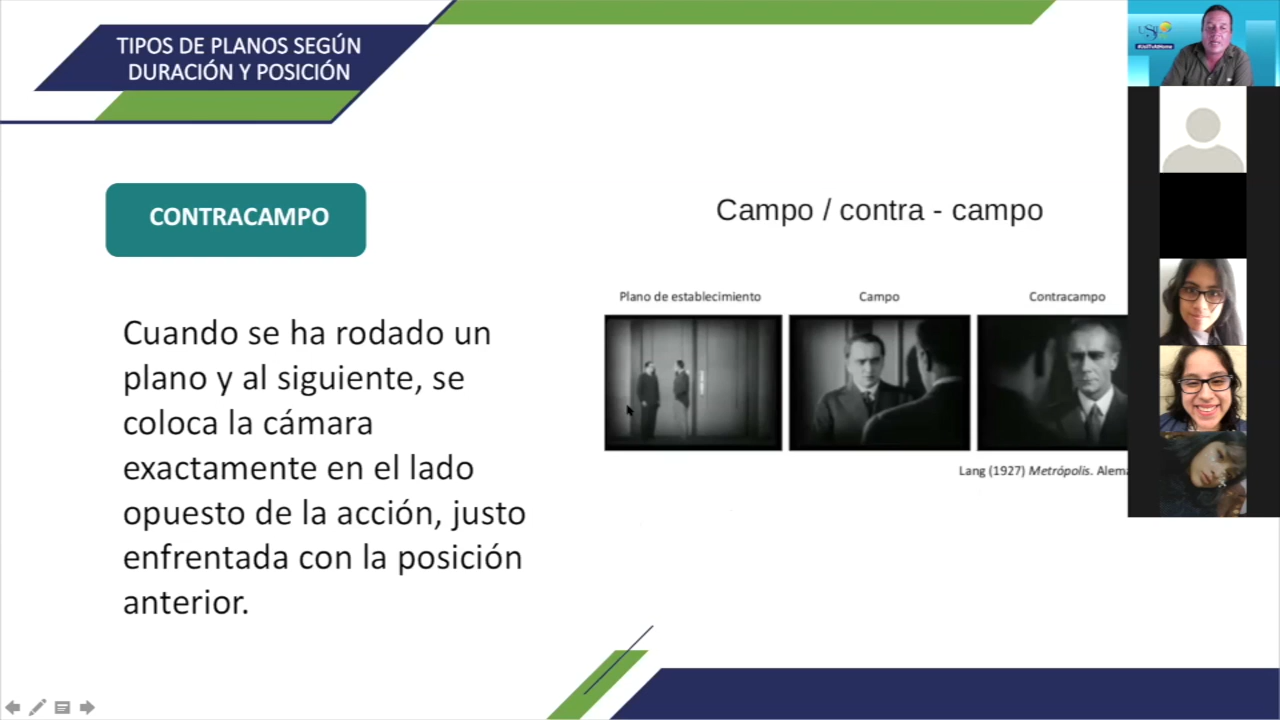 TIPOS DE PLANOS SEGÚN
DURACIÓN Y POSICIÓN
CONTRACAMPO
Cuando se ha rodado un
plano y al siguiente, se
coloca la cámara
exactamente en el lado
opuesto de la acción, justo
enfrentada con la posición
anterior.
Campo / contra - campo
Plano de establecimiento
Campo
Contracampo
Lang (1927) Metrópolis. Alema